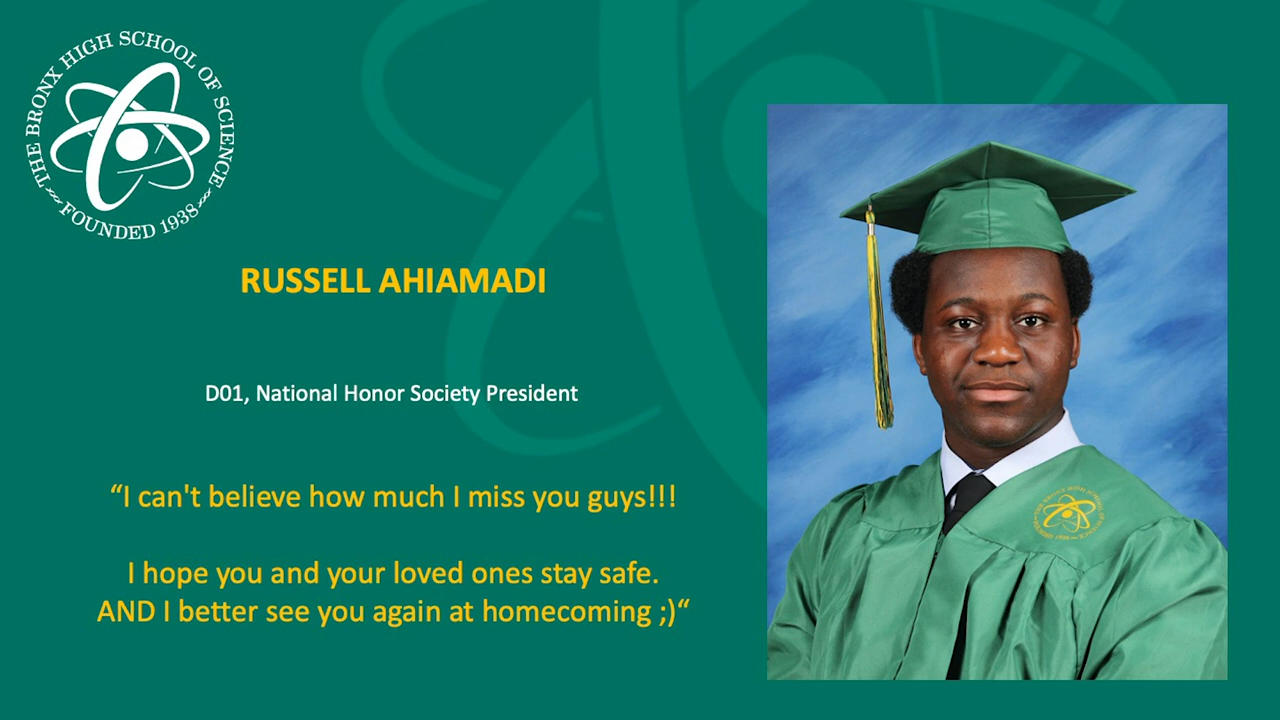 THE BRONX HIGH SCHOOL OF SCIENCE
FOUNDED 1938
RUSSELL AHIAMADI
D01, National Honor Society President
“I can't believe how much I miss you guys!!!
I hope you and your loved ones stay safe.
AND I better see you again at homecoming ;)“